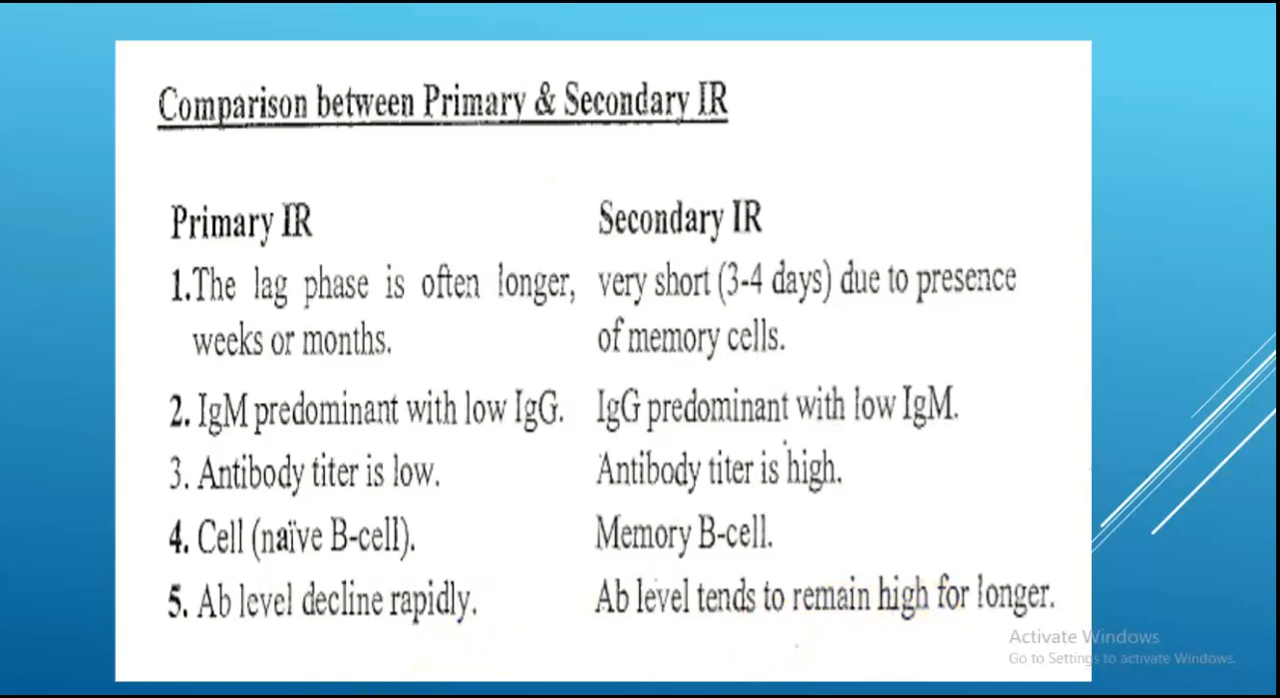 Comparison between Primary & Secondary IR
Primary IR
Secondary IR
1.The lag phase is often longer,
weeks or months.
very short (3-4 days) due to presence
of memory cells.
2. IgM predominant with low IgG.
IgG predominant with low IgM.
3. Antibody titer is low.
Antibody titer is high.
4. Cell (naïve B-cell).
Memory B-cell.
5. Ab level decline rapidly.
Ab level tends to remain high for longer.
Activate Windows
Go to Settings to activate Windows.